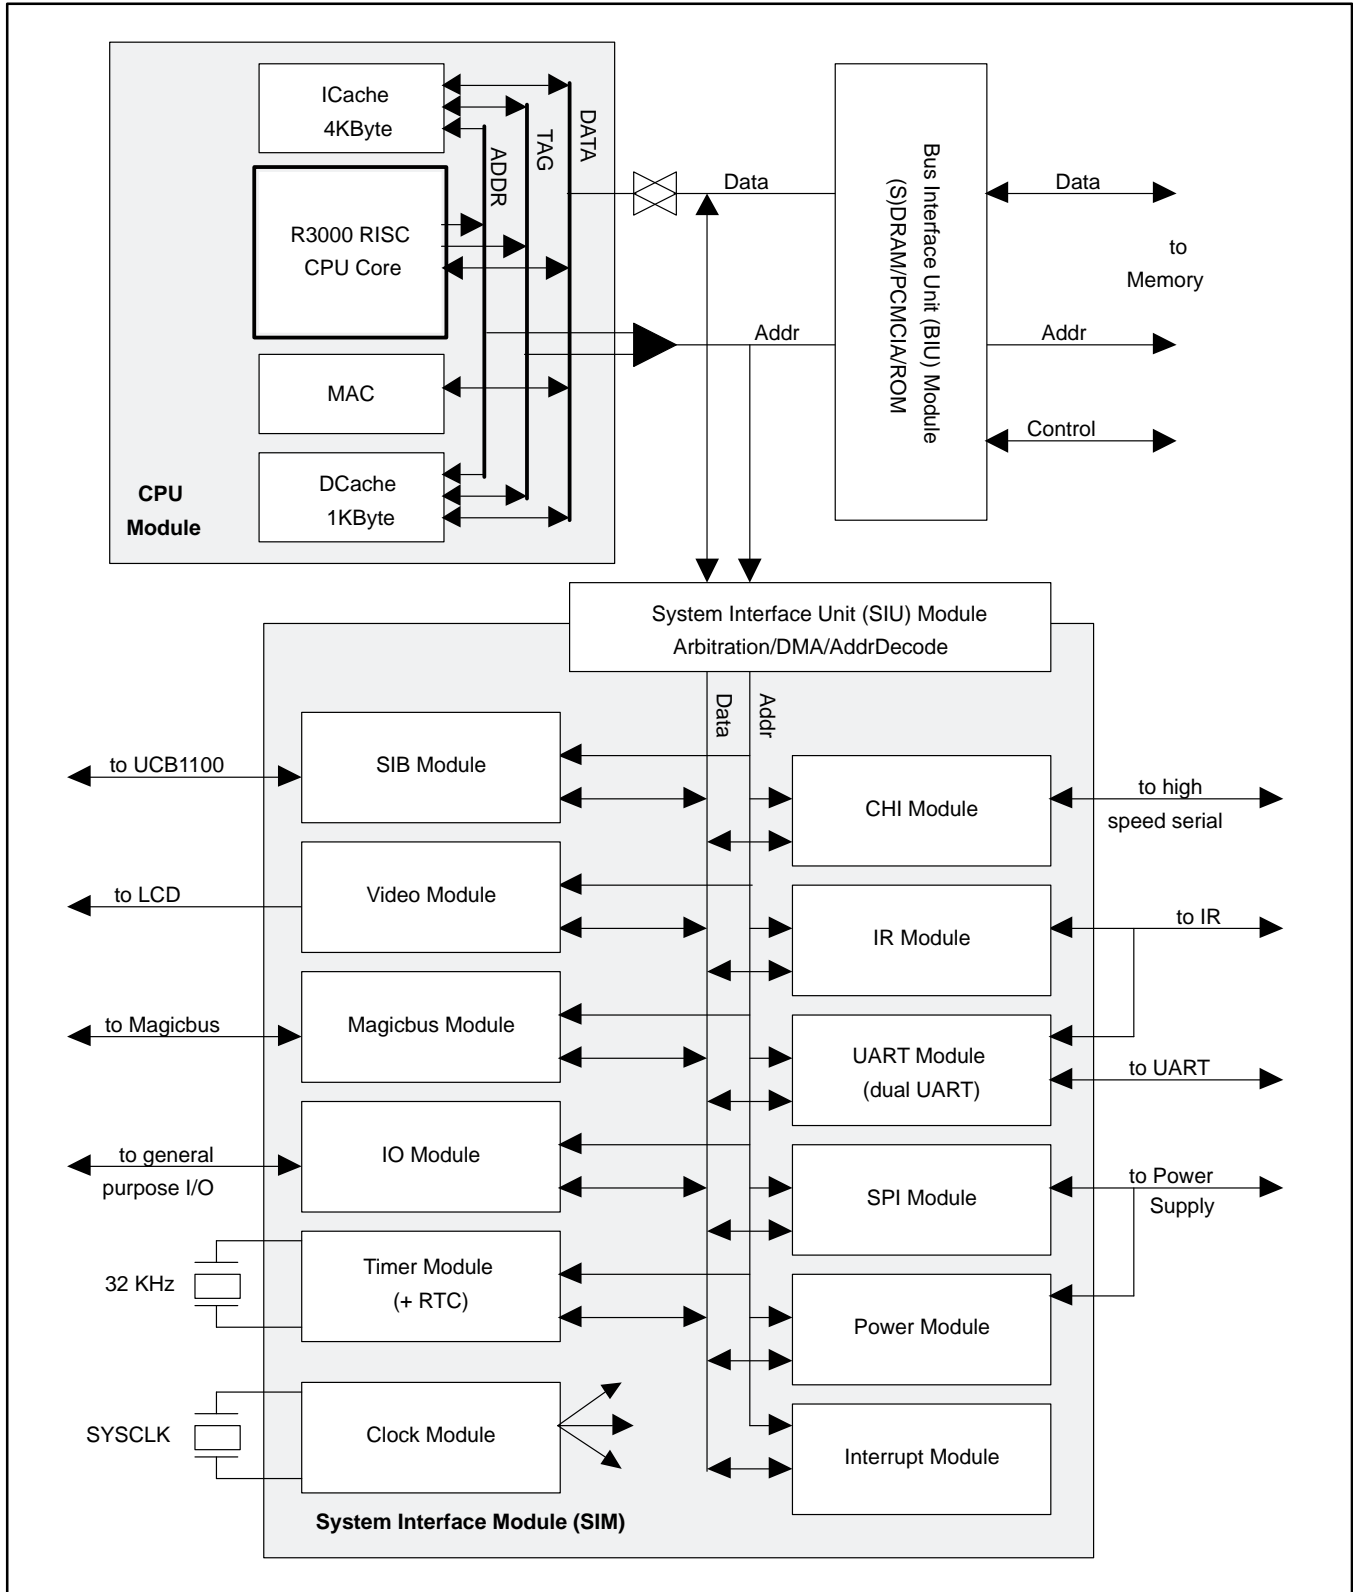 ICache
4KByte
R3000 RISC
CPU Core
MAC
DCache
1KByte
CPU
Module
ADDR
TAG
DATA
Data
Addr
Bus Interface Unit (BIU) Module
(S)DRAM/PCMCIA/ROM
Data
to
Memory
Addr
Control
System Interface Unit (SIU) Module
Arbitration/DMA/AddrDecode
Data
Addr
to UCB1100
SIB Module
to LCD
Video Module
to Magicbus
Magicbus Module
to general
purpose I/O
IO Module
32 KHz
Timer Module
(+ RTC)
SYSCLK
Clock Module
CHI Module
to high
speed serial
IR Module
to IR
UART Module
(dual UART)
to UART
SPI Module
to Power
Supply
Power Module
Interrupt Module
System Interface Module (SIM)